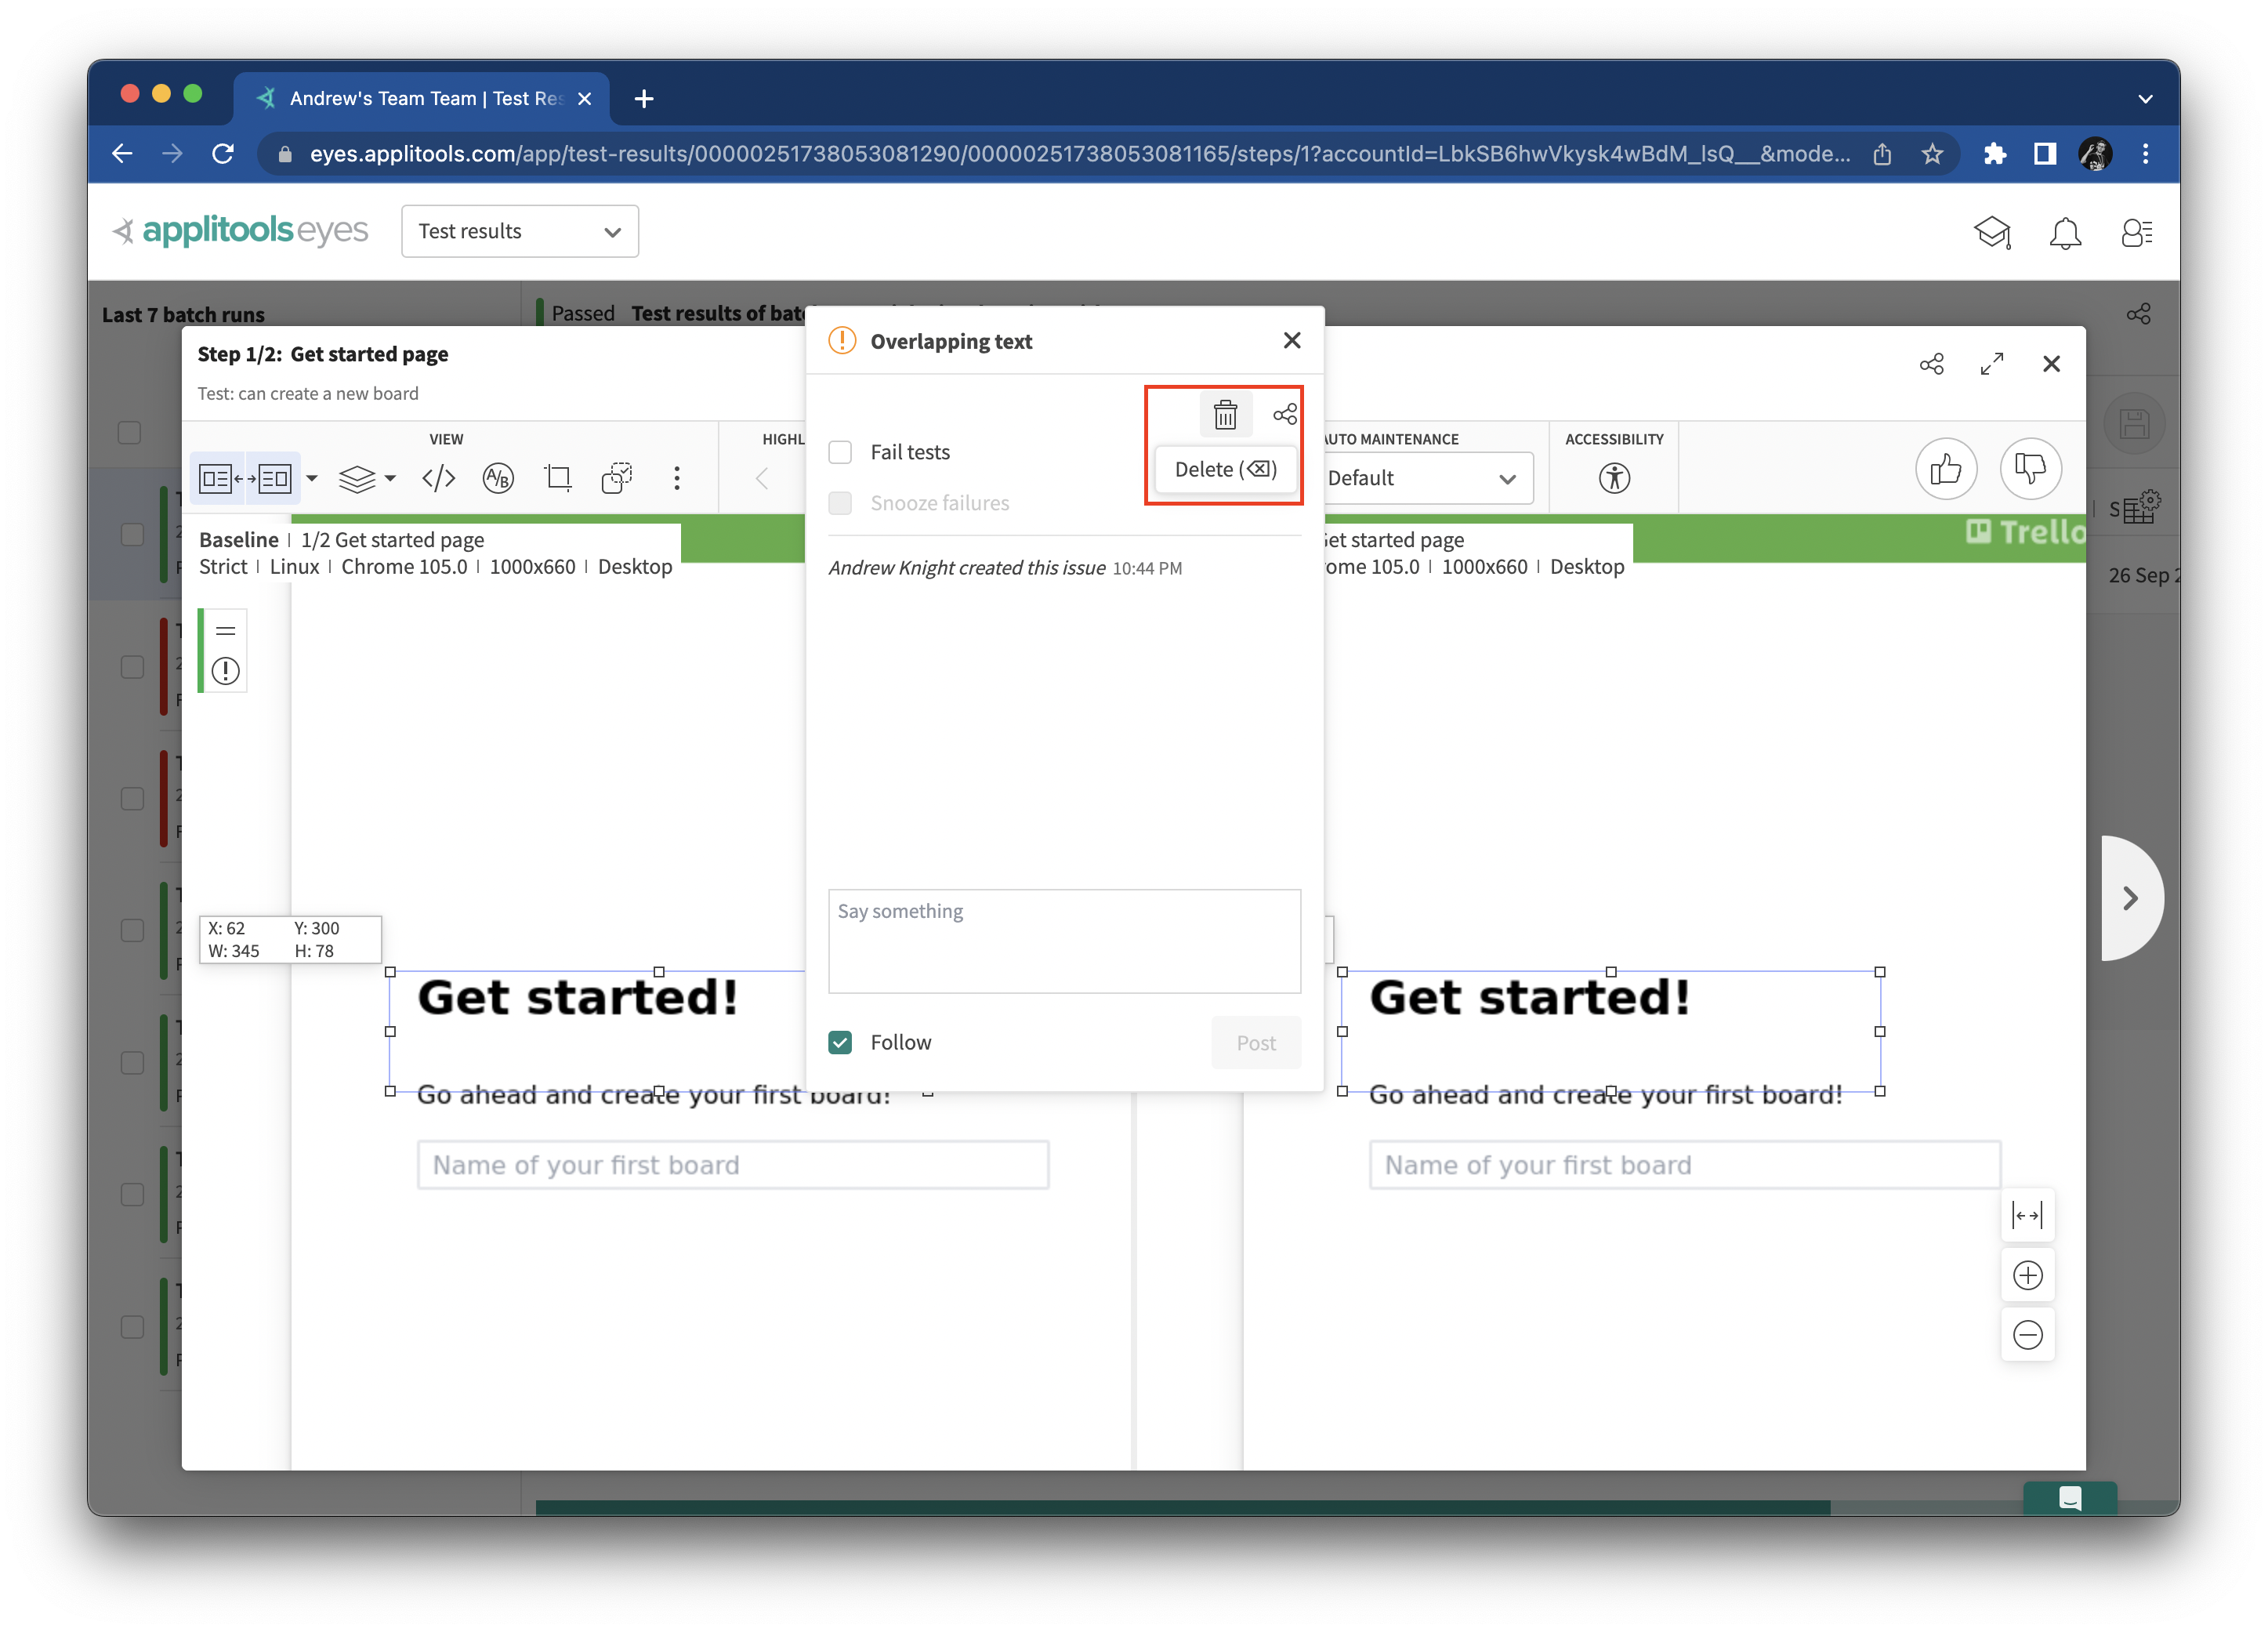 Andrew's Team Team | Test Res
eyes.applitools.com/app/test-results/00000251738053081290/00000251738053081165/steps/1?accountId=LbkSB6hwVkysk4wBdM_lsQ__&mode...
applitools eyes
Test results
Last 7 batch runs
Passed Test results of
Step 1/2: Get started page
Test: can create a new board
Overlapping text
VIEW
AUTO MAINTENANCE
ACCESSIBILITY
Default
Fail tests
Delete
Snooze failures
Baseline | 1/2 Get started page
Strict | Linux | Chrome 105.0 | 1000x660 | Desktop
Get started page
105.0 | 1000x660 | Desktop
Trello
26 Sep
Andrew Knight created this issue 10:44 PM
X: 62 Y: 300
W: 345 H: 78
Say something
Follow
Post
Get started!
Go ahead and create your first board!
Name of your first board
Get started!
Go ahead and create your first board!
Name of your first board